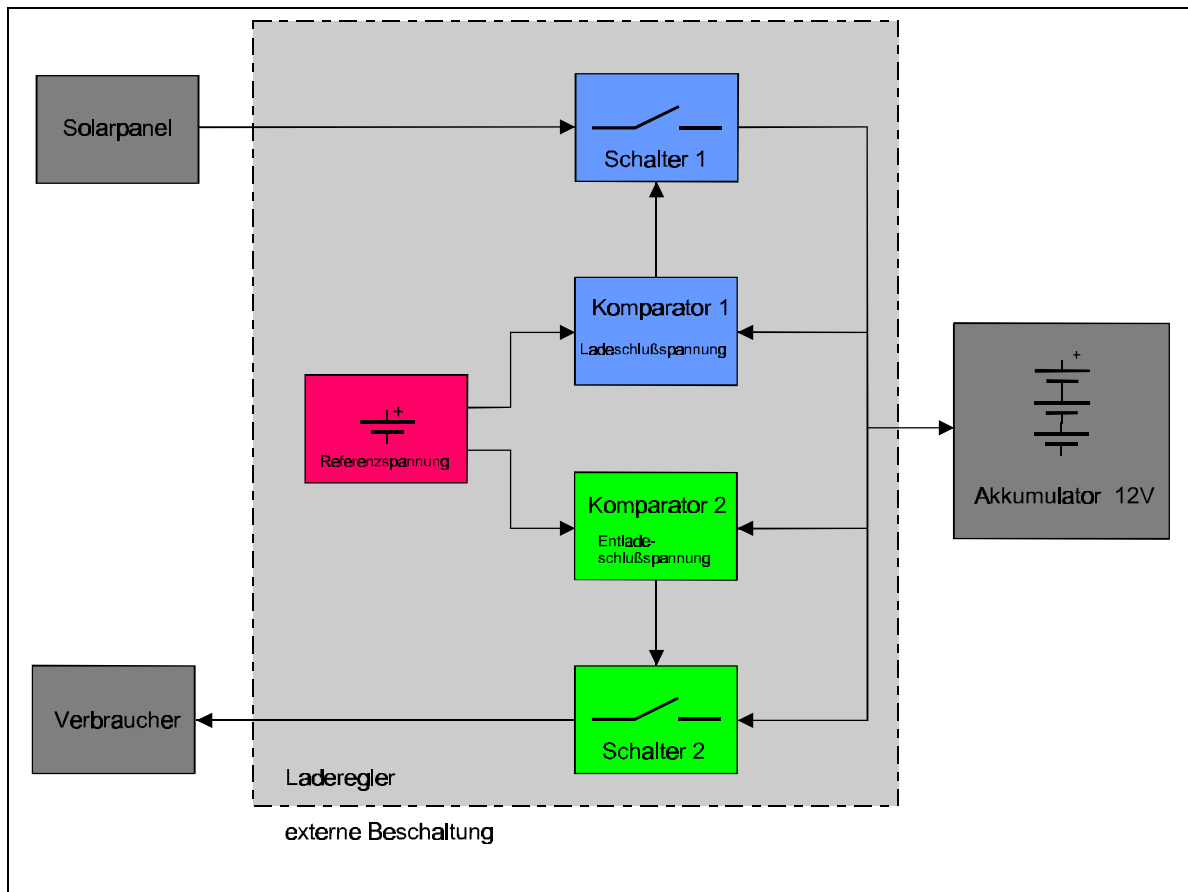 Solarpanel
Schalter 1
Komparator 1
Ladeschlußspannung
+
Referenzspannung
+
Akkumulator 12V
Komparator 2
Entlade-
schlußspannung
Verbraucher
Schalter 2
Laderegler
externe Beschaltung